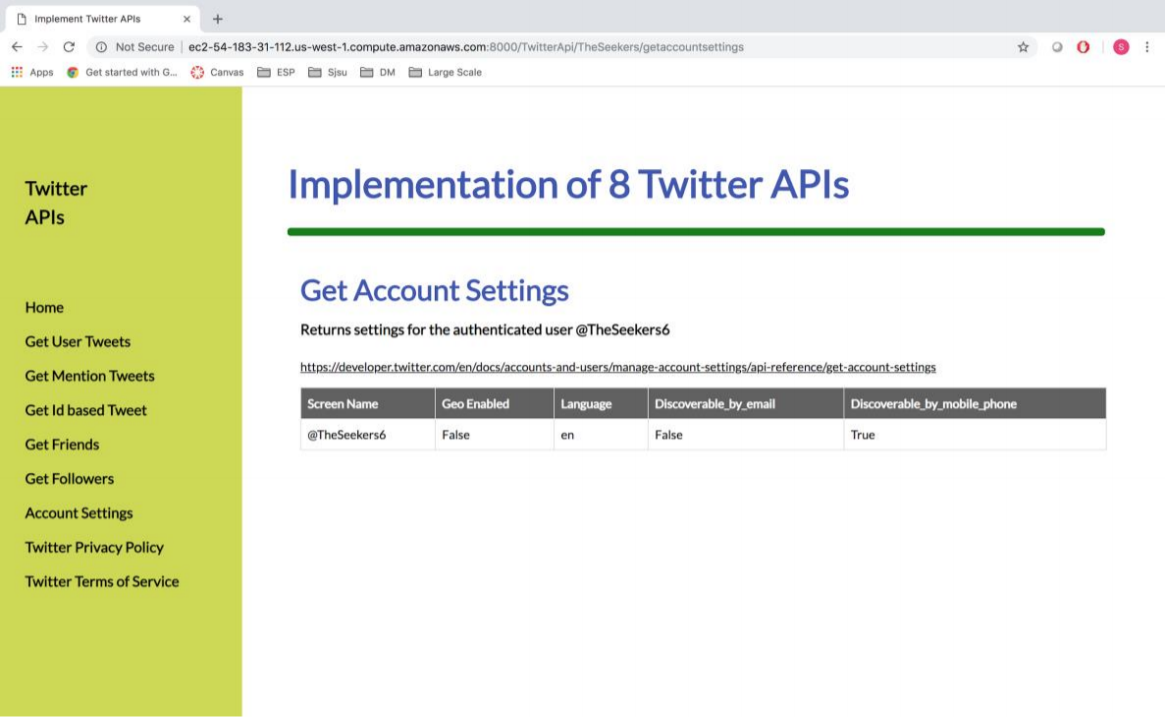 Implement Twitter APIs
Not Secure | ec2-54-183-31-112.us-west-1.compute.amazonaws.com:8000/TwitterApi/TheSeekers/getaccountsettings
S
Apps Get started with G... Canvas ESP Sjsu DM Large Scale
Twitter
APIs
Home
Get User Tweets
Get Mention Tweets
Get Id based Tweet
Get Friends
Get Followers
Account Settings
Twitter Privacy Policy
Twitter Terms of Service
Implementation of 8 Twitter APIs
Get Account Settings
Returns settings for the authenticated user @TheSeekers6
https://developer.twitter.com/en/docs/accounts-and-users/manage-account-settings/api-reference/get-account-settings
Screen Name Geo Enabled Language Discoverable_by_email Discoverable_by_mobile_phone
@TheSeekers6 False en False True